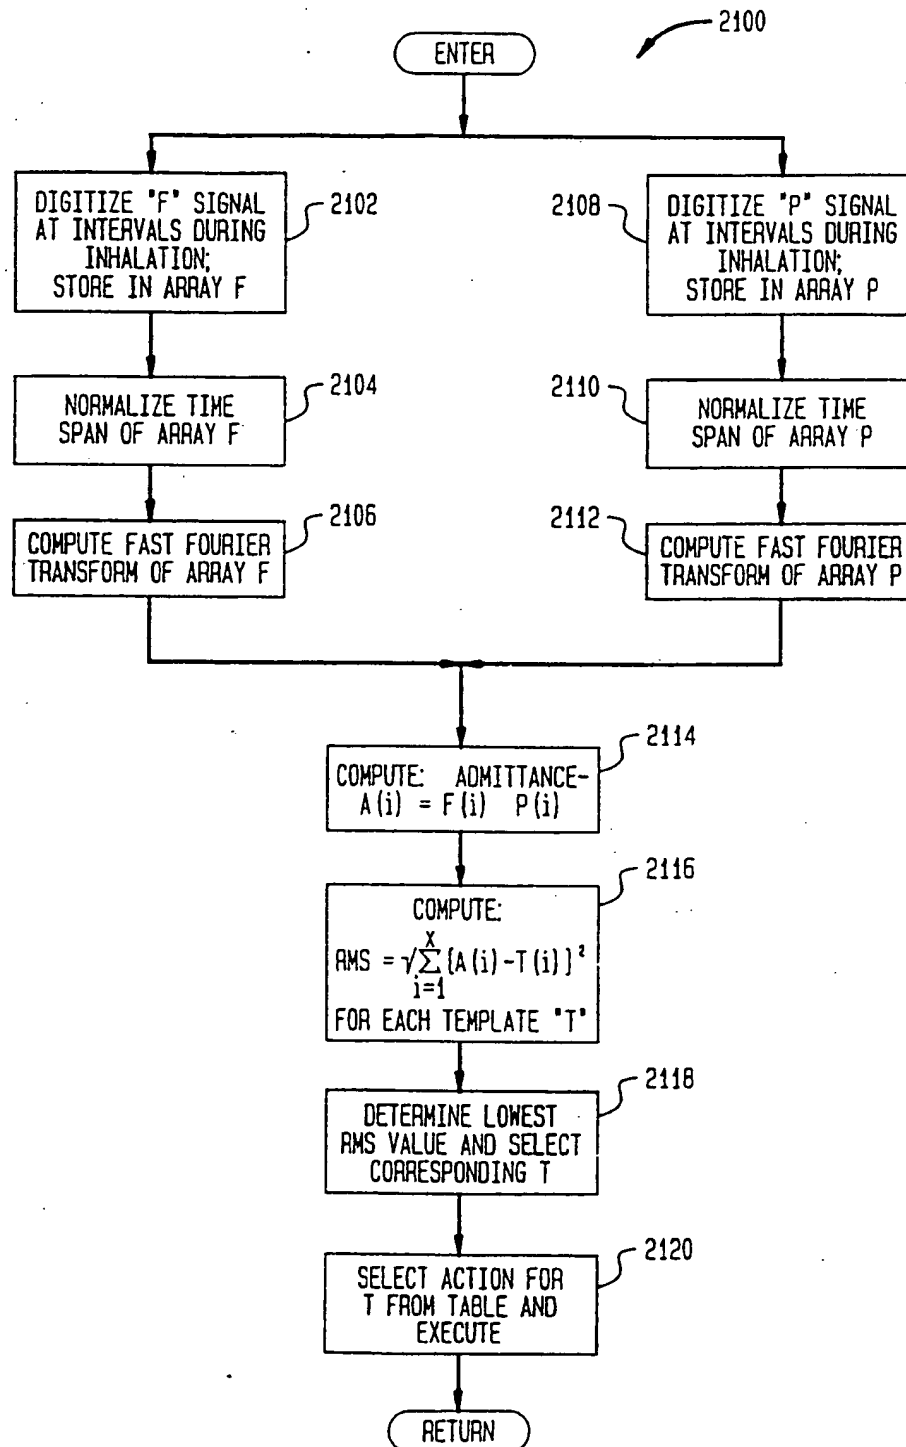 2100
ENTER
DIGITIZE "F" SIGNAL
AT INTERVALS DURING
INHALATION;
STORE IN ARRAY F
2102
2108
DIGITIZE "P" SIGNAL
AT INTERVALS DURING
INHALATION;
STORE IN ARRAY P
NORMALIZE TIME
SPAN OF ARRAY F
2104
2110
NORMALIZE TIME
SPAN OF ARRAY P
COMPUTE FAST FOURIER
TRANSFORM OF ARRAY F
2106
2112
COMPUTE FAST FOURIER
TRANSFORM OF ARRAY P
2114
COMPUTE: ADMITTANCE-
A(i) = F(i) P(i)
2116
COMPUTE:
RMS = √∑ X i=1 [A(i)-T(i)]²
FOR EACH TEMPLATE "T"
2118
DETERMINE LOWEST
RMS VALUE AND SELECT
CORRESPONDING T
2120
SELECT ACTION FOR
T FROM TABLE AND
EXECUTE
RETURN